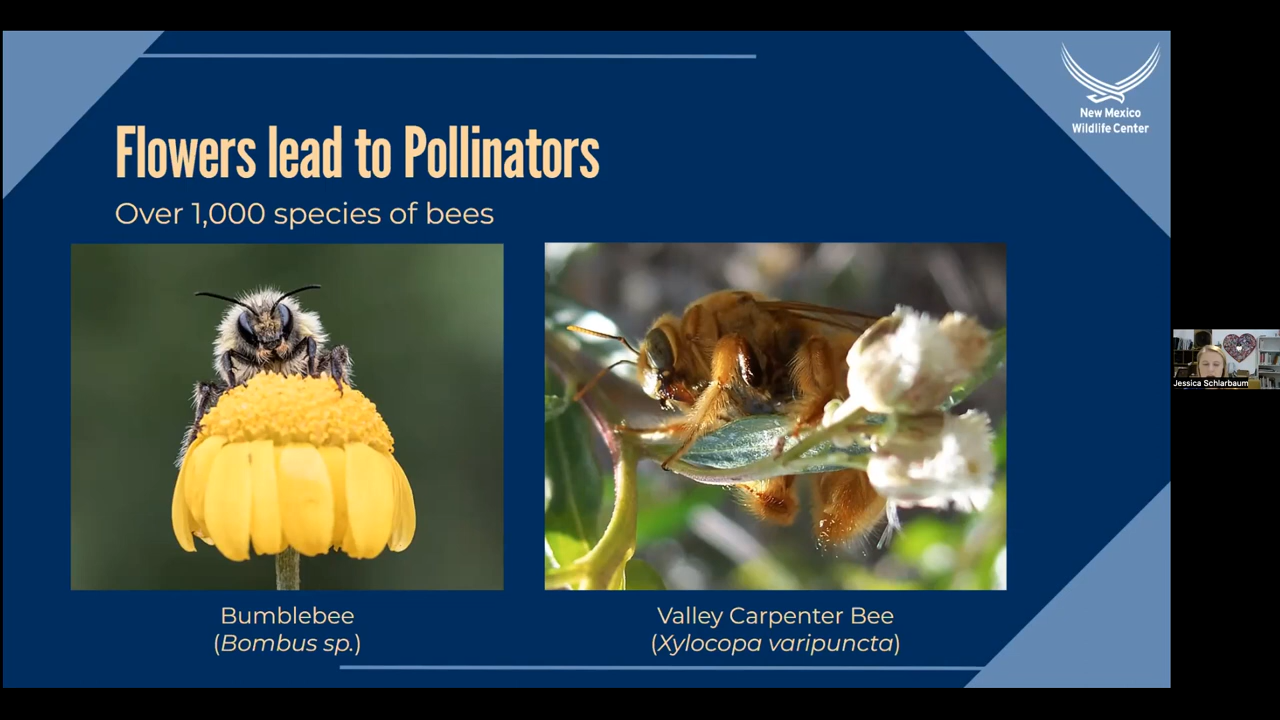 New Mexico
Wildlife Center
Flowers lead to Pollinators
Over 1,000 species of bees
Jessica Schlarbaum
Bumblebee
(Bombus sp.)
Valley Carpenter Bee
(Xylocopa varipuncta)